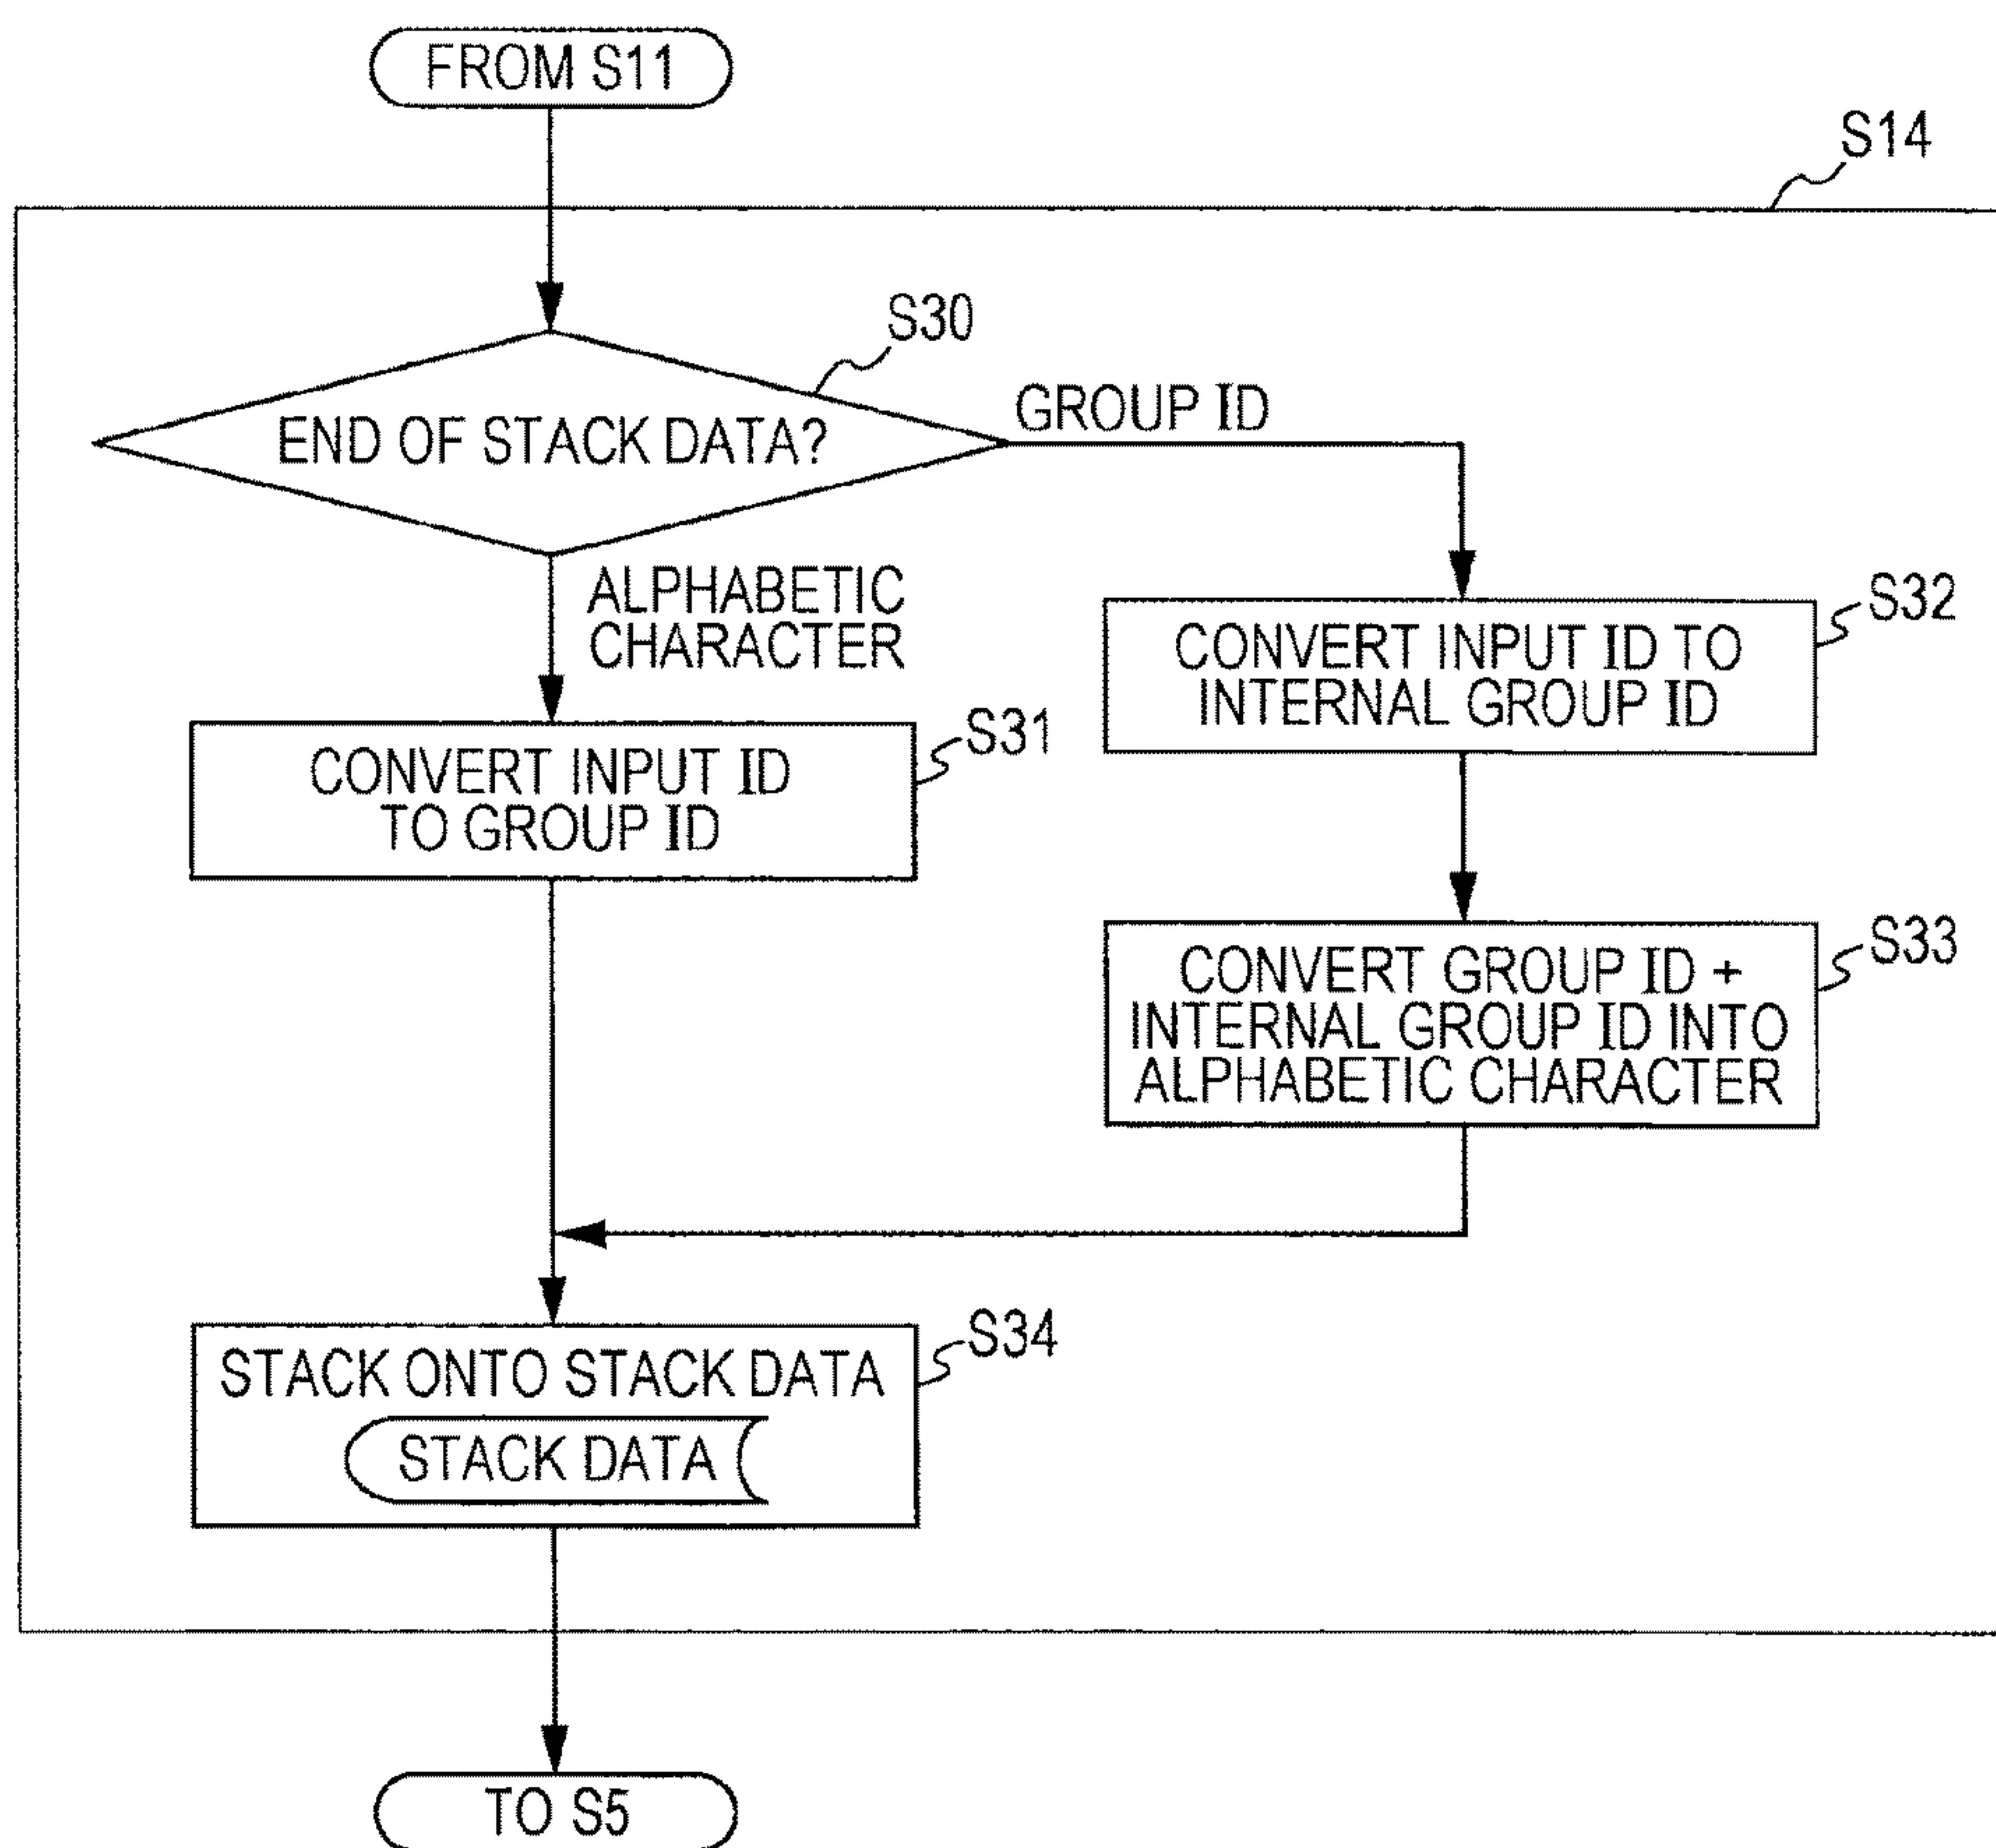 FROM S11
S14
S30
END OF STACK DATA?
GROUP ID
ALPHABETIC
CHARACTER
S32
CONVERT INPUT ID TO
INTERNAL GROUP ID
S31
CONVERT INPUT ID
TO GROUP ID
S33
CONVERT GROUP ID +
INTERNAL GROUP ID INTO
ALPHABETIC CHARACTER
S34
STACK ONTO STACK DATA
STACK DATA
TO S5